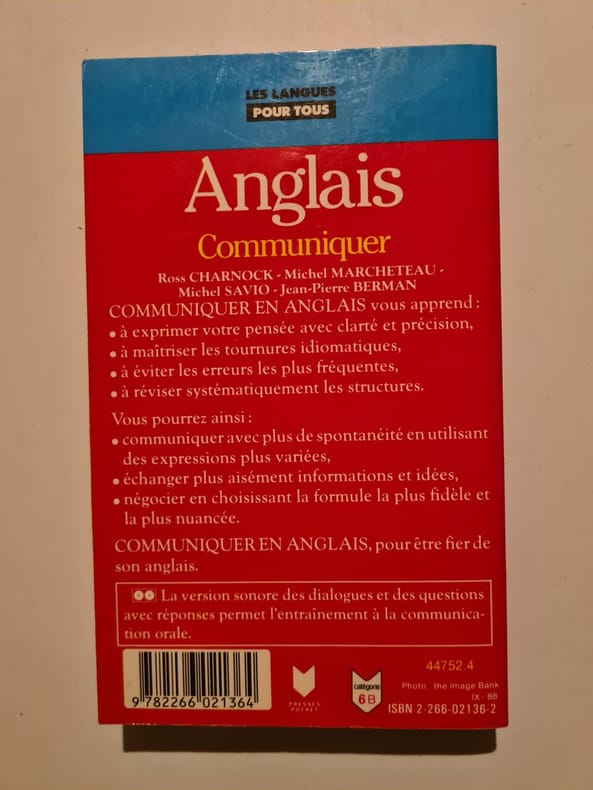 LES LANGUES
POUR TOUS
Anglais
Communiquer
Ross CHARNOCK - Michel MARCHETEAU -
Michel SAVIO - Jean-Pierre BERMAN
COMMUNIQUER EN ANGLAIS vous apprend :
• à exprimer votre pensée avec clarté et précision,
• à maîtriser les tournures idiomatiques,
• à éviter les erreurs les plus fréquentes,
• à réviser systématiquement les structures.
Vous pourrez ainsi :
• communiquer avec plus de spontanéité en utilisant
des expressions plus variées,
• échanger plus aisément informations et idées,
• négocier en choisissant la formule la plus fidèle et
la plus nuancée.
COMMUNIQUER EN ANGLAIS, pour être fier de
son anglais.
La version sonore des dialogues et des questions
avec réponses permet l'entraînement à la communica-
tion orale.
9 782266 021364
PRESSES
POCKET
catégorie
6B
44752.4
Photo : the Image Bank
IX - 88
ISBN 2-266-02136-2